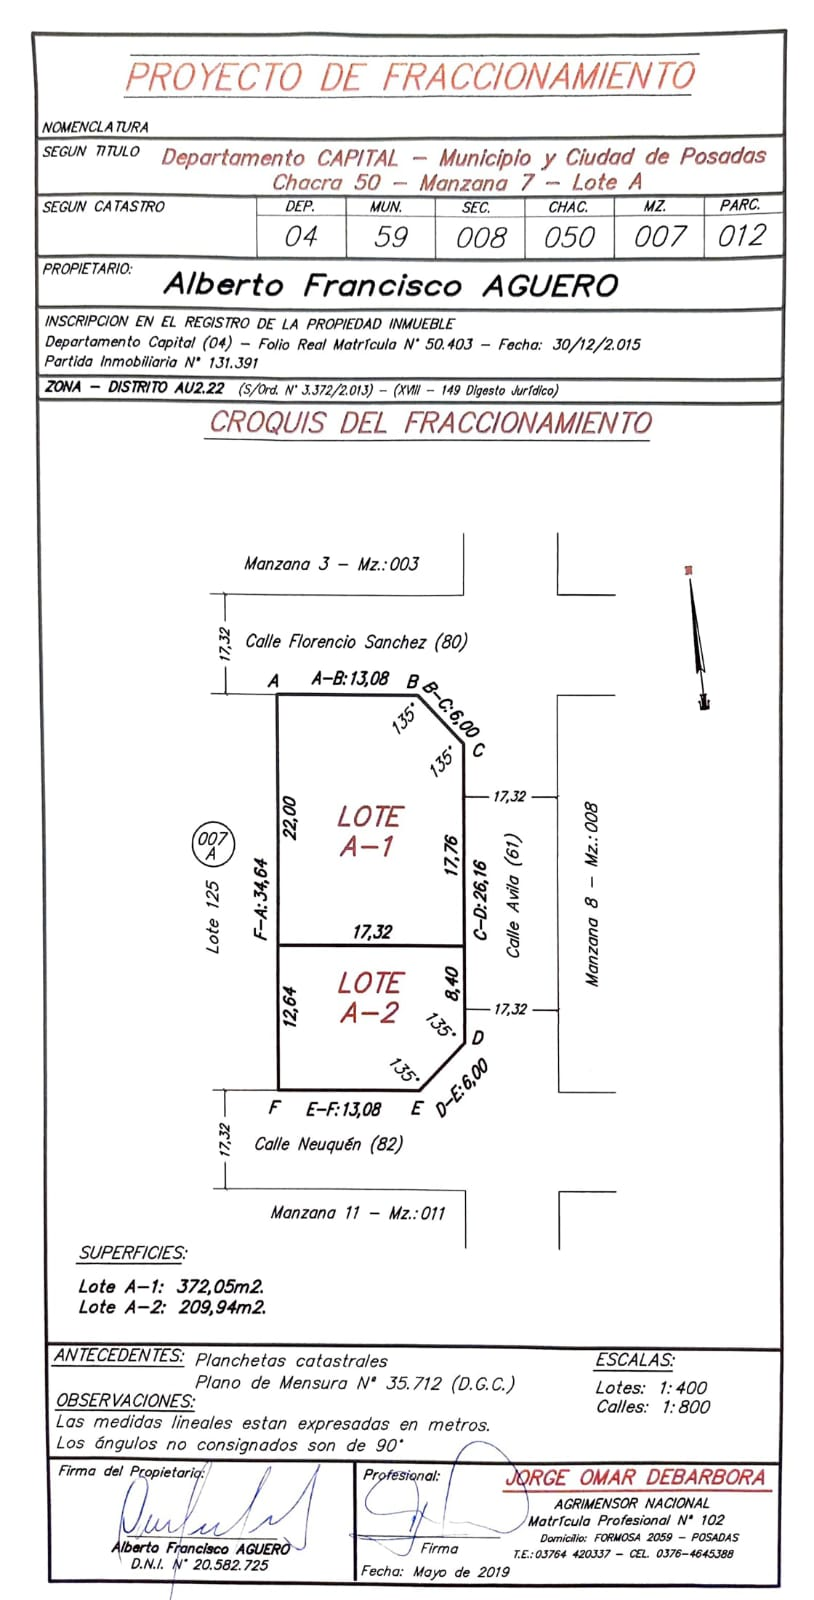 PROYECTO DE FRACCIONAMIENTO
NOMENCLATURA
SEGUN TITULO Departamento CAPITAL - Municipio y Ciudad de Posadas
Chacra 50 - Manzana 7 - Lote A
SEGUN CATASTRO DEP. MUN. SEC. CHAC. MZ. PARC.
04 59 008 050 007 012
PROPIETARIO: Alberto Francisco AGUERO
INSCRIPCION EN EL REGISTRO DE LA PROPIEDAD INMUEBLE
Departamento Capital (04) - Folio Real Matrícula N° 50.403 - Fecha: 30/12/2.015
Partida Inmobiliaria N° 131.391
ZONA - DISTRITO AU2.22 (S/Ord. N° 3.372/2.013) - (XVIII - 149 Digesto Jurídico)
CROQUIS DEL FRACCIONAMIENTO
Manzana 3 - Mz.:003
17,32
Calle Florencio Sanchez (80)
A A-B:13,08 B B-C:6,00
135°
135° C
17,32
22,00
LOTE
A-1
17,76
C-D:26,16
Calle Avila (61)
Manzana 8 - Mz.:008
007
A
Lote 125
F-A:34,64
17,32
LOTE
A-2
12,64
8,40
17,32
135° D
135°
D-E:6,00
F E-F:13,08 E
17,32
Calle Neuquén (82)
Manzana 11 - Mz.:011
SUPERFICIES:
Lote A-1: 372,05m2.
Lote A-2: 209,94m2.
ANTECEDENTES: Planchetas catastrales
Plano de Mensura N° 35.712 (D.G.C.)
OBSERVACIONES:
Las medidas lineales estan expresadas en metros.
Los ángulos no consignados son de 90°
ESCALAS:
Lotes: 1:400
Calles: 1:800
Firma del Propietario:
Alberto Francisco AGUERO
D.N.I. N° 20.582.725
Profesional:
Firma
Fecha: Mayo de 2019
JORGE OMAR DEBARBORA
AGRIMENSOR NACIONAL
Matrícula Profesional N° 102
Domicilio: FORMOSA 2059 - POSADAS
T.E.:03764 420337 - CEL. 0376-4645388